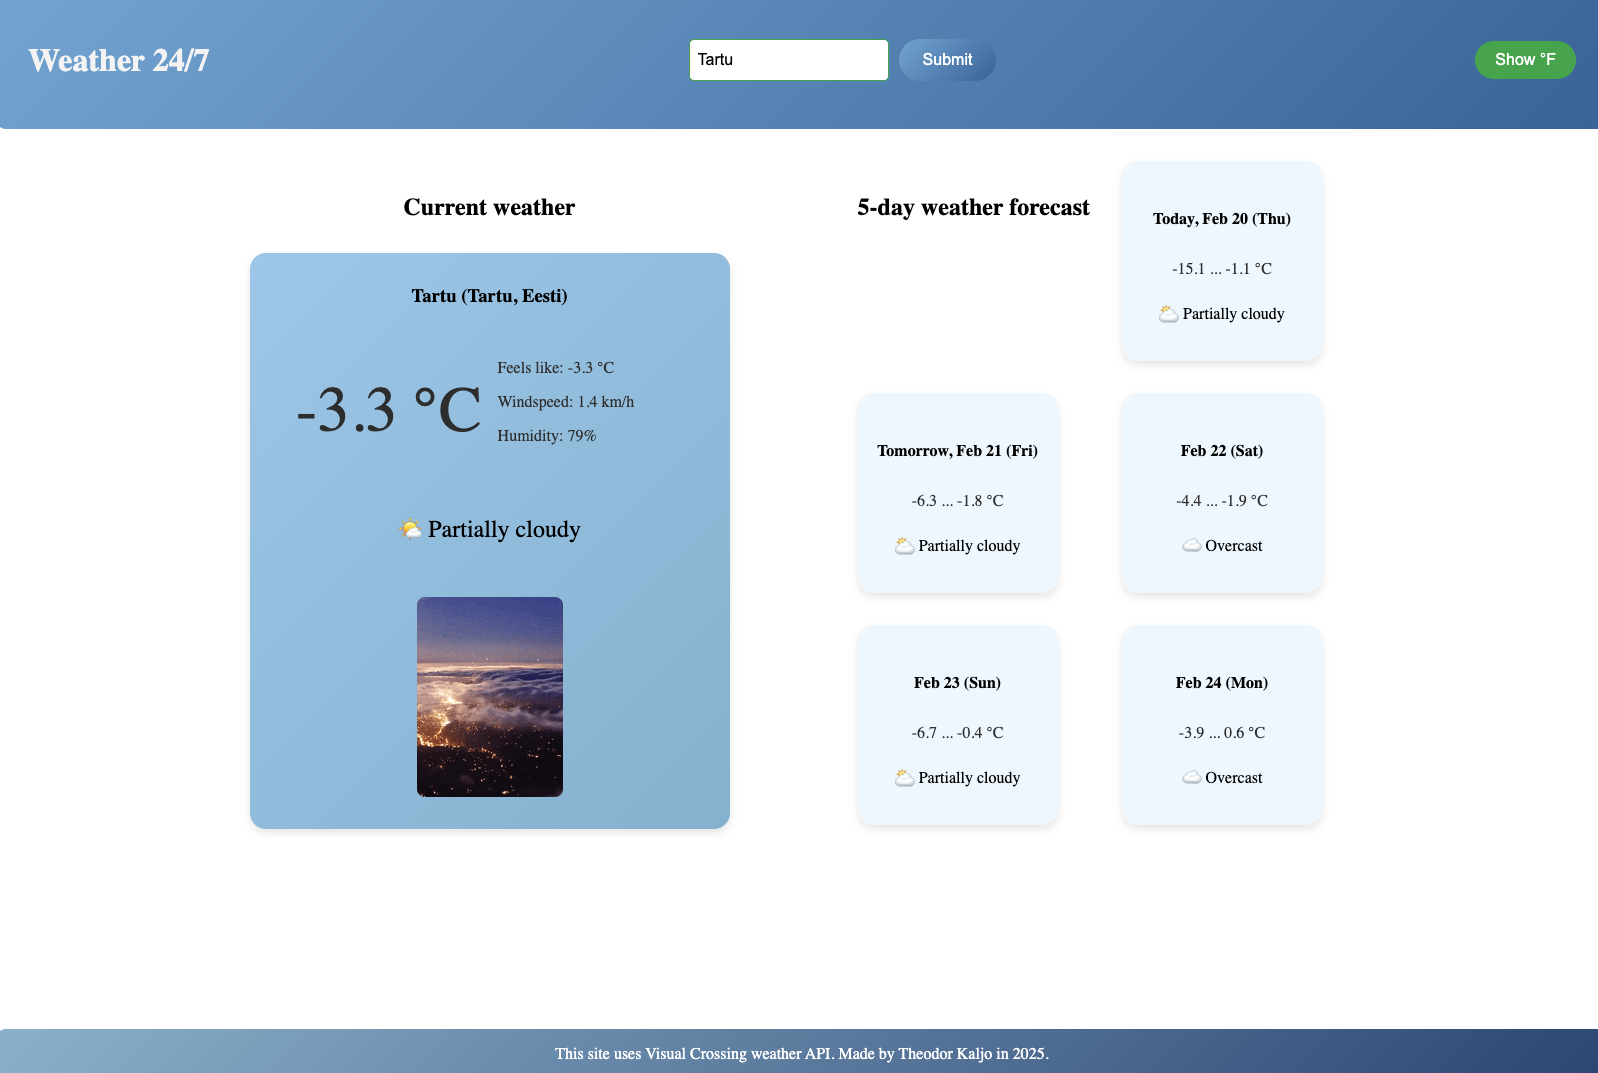 Weather 24/7
Tartu
Submit
Show °F
Current weather
Tartu (Tartu, Eesti)
-3.3 °C
Feels like: -3.3 °C
Windspeed: 1.4 km/h
Humidity: 79%
Partially cloudy
5-day weather forecast
Today, Feb 20 (Thu)
-15.1 ... -1.1 °C
Partially cloudy
Tomorrow, Feb 21 (Fri)
-6.3 ... -1.8 °C
Partially cloudy
Feb 22 (Sat)
-4.4 ... -1.9 °C
Overcast
Feb 23 (Sun)
-6.7 ... -0.4 °C
Partially cloudy
Feb 24 (Mon)
-3.9 ... 0.6 °C
Overcast
This site uses Visual Crossing weather API. Made by Theodor Kaljo in 2025.